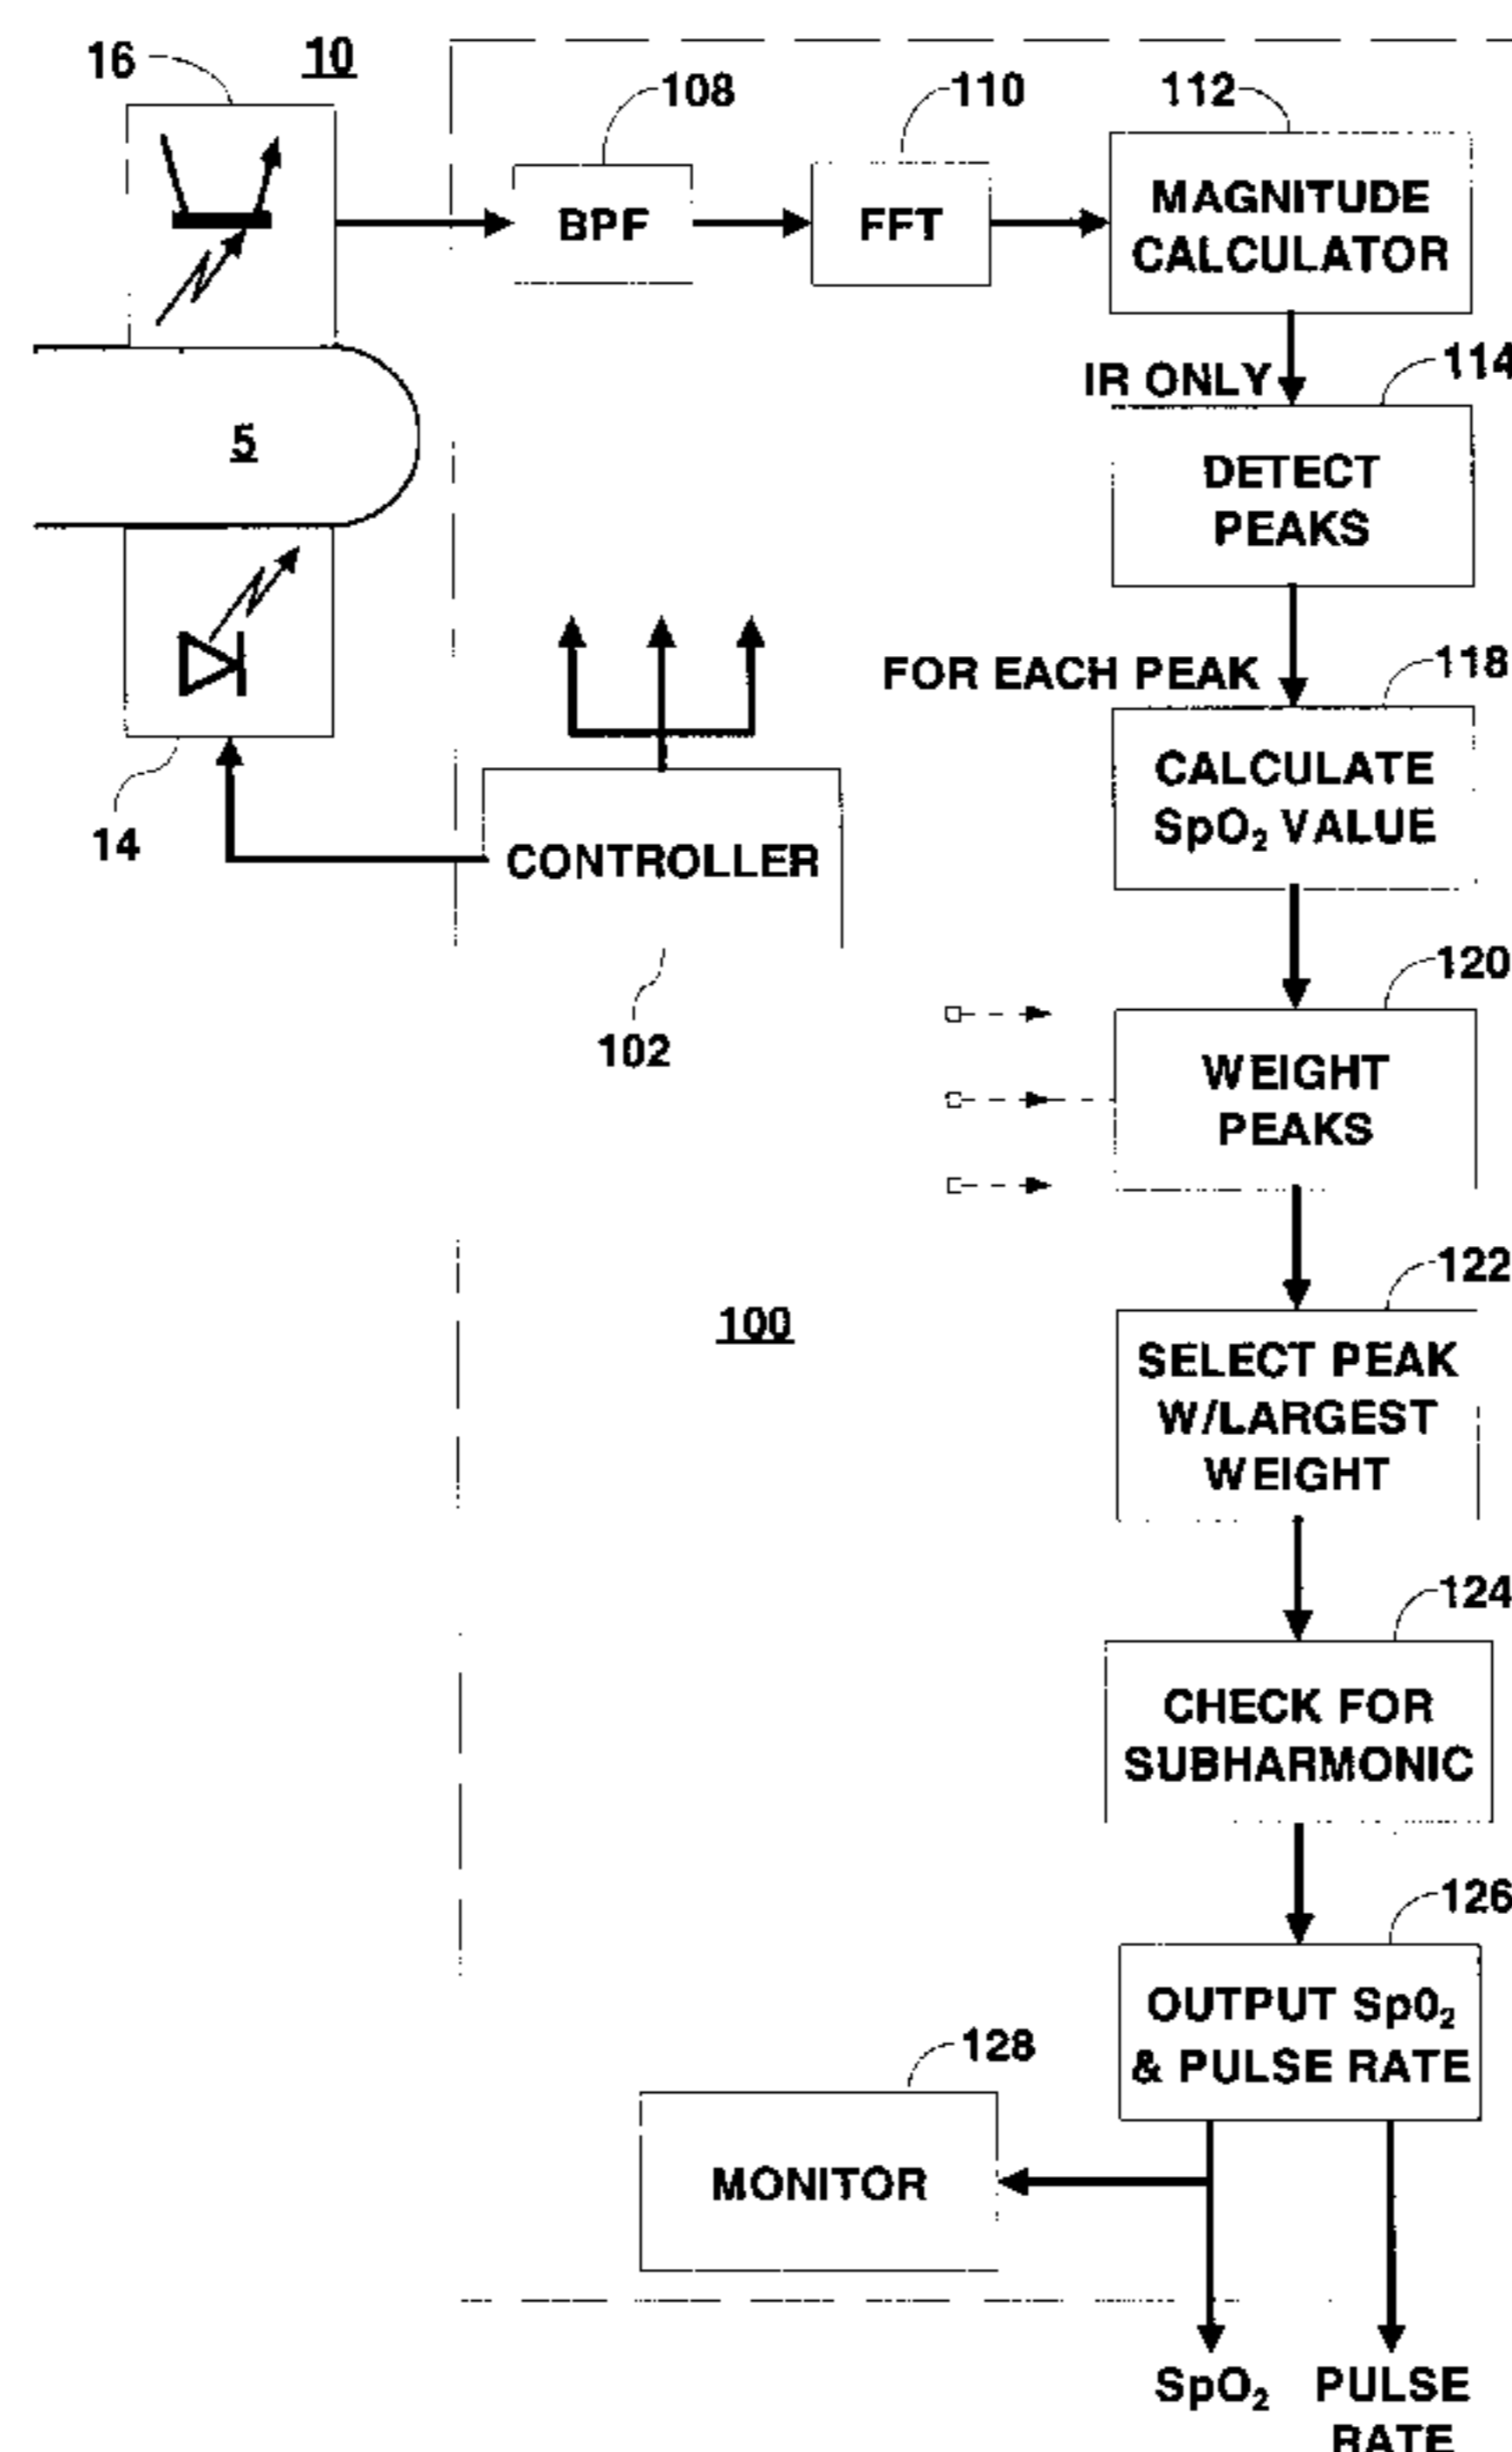 16
10
108
110
112
BPF
FFT
MAGNITUDE
CALCULATOR
IR ONLY
114
5
DETECT
PEAKS
FOR EACH PEAK
118
CALCULATE
SpO₂ VALUE
14
CONTROLLER
102
120
WEIGHT
PEAKS
122
100
SELECT PEAK
W/LARGEST
WEIGHT
124
CHECK FOR
SUBHARMONIC
126
OUTPUT Sp0₂
& PULSE RATE
128
MONITOR
SpO₂
PULSE
RATE